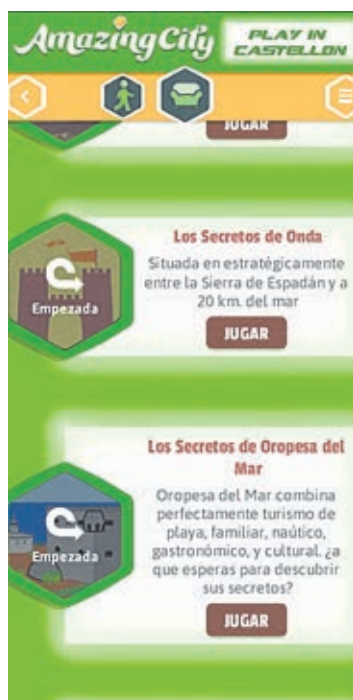 AmazingCity
PLAY IN
CASTELLON
JUGAR
Los Secretos de Onda
Situada en estratégicamente
entre la Sierra de Espadán y a
20 km. del mar
JUGAR
Empezada
Los Secretos de Oropesa del
Mar
Oropesa del Mar combina
perfectamente turismo de
playa, familiar, naútico,
gastronómico, y cultural. ¿a
que esperas para descubrir
sus secretos?
JUGAR
Empezada